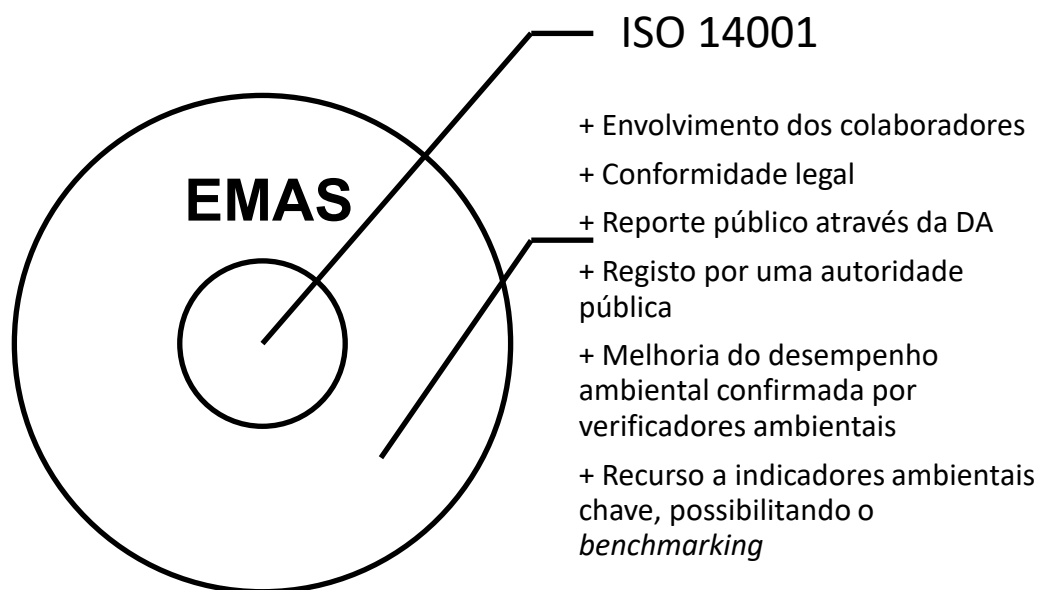 ISO 14001
+ Envolvimento dos colaboradores
+ Conformidade legal
EMAS
+ Reporte público através da DA
+ Registo por uma autoridade
pública
+ Melhoria do desempenho
ambiental confirmada por
verificadores ambientais
+ Recurso a indicadores ambientais
chave, possibilitando o
benchmarking